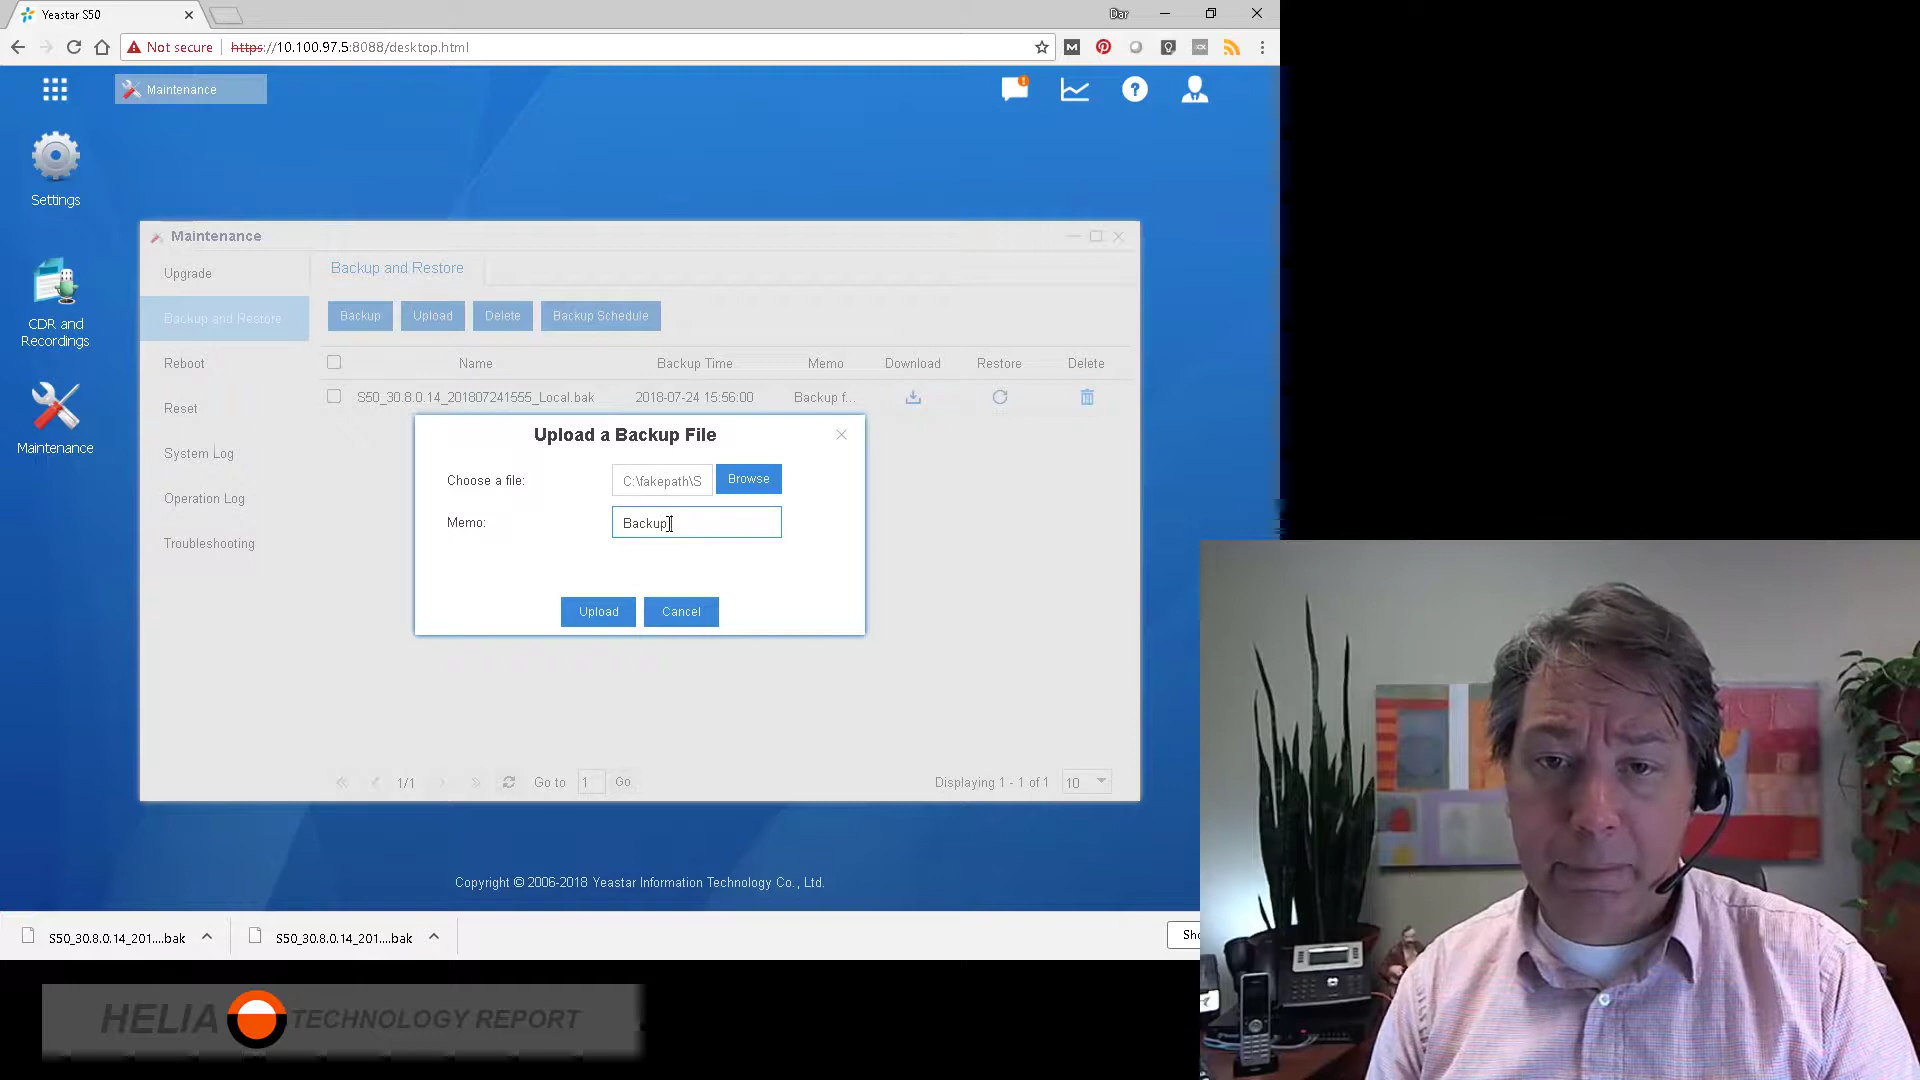 Yeastar S50
Dar
Not secure
https://10.100.97.5:8088/desktop.html
Maintenance
Settings
CDR and
Recordings
Maintenance
Maintenance
Upgrade
Backup and Restore
Reboot
Reset
System Log
Operation Log
Troubleshooting
Backup and Restore
Backup
Upload
Delete
Backup Schedule
Name
Backup Time
Memo
Download
Restore
Delete
S50_30.8.0.14_201807241555_Local.bak
2018-07-24 15:56:00
Backup f...
Upload a Backup File
Choose a file:
C:\fakepath\S
Browse
Memo:
Backup
Upload
Cancel
1/1
Go to
1
Go
Displaying 1 - 1 of 1
10
Copyright © 2006-2018 Yeastar Information Technology Co., Ltd.
S50_30.8.0.14_201....bak
S50_30.8.0.14_201....bak
HELIA TECHNOLOGY REPORT